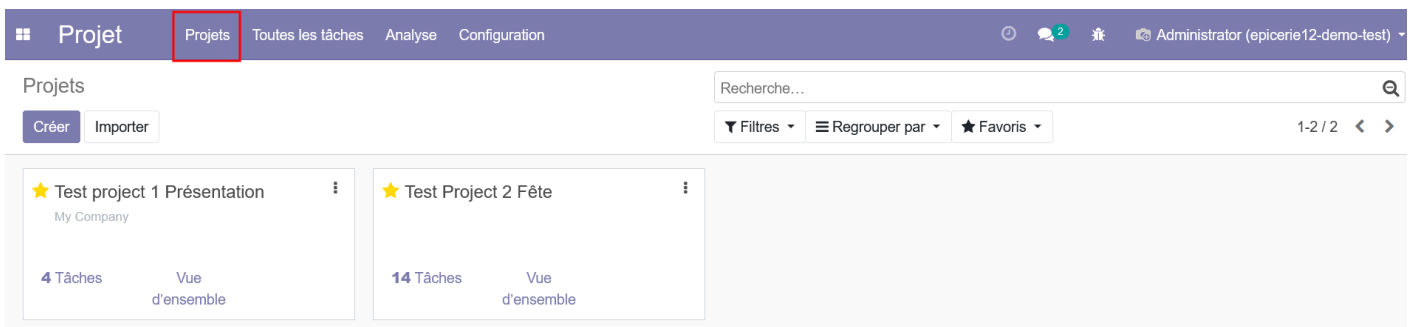 Projet Projets Toutes les tâches Analyse Configuration 2 Administrator (epicerie12-demo-test)
Projets
Recherche...
Créer Importer
Filtres Regrouper par Favoris 1-2 / 2
Test project 1 Présentation
My Company
4 Tâches Vue d'ensemble
Test Project 2 Fête
14 Tâches Vue d'ensemble